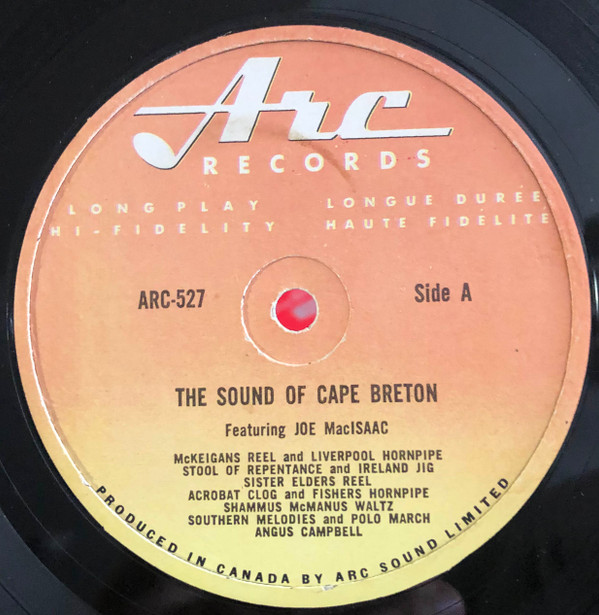 Arc
RECORDS
LONG PLAY LONGUE DUREE
HI-FIDELITY HAUTE FIDELITE
ARC-527 Side A
THE SOUND OF CAPE BRETON
Featuring JOE MacISAAC
McKEIGANS REEL and LIVERPOOL HORNPIPE
STOOL OF REPENTANCE and IRELAND JIG
SISTER ELDERS REEL
ACROBAT CLOG and FISHERS HORNPIPE
SHAMMUS McMANUS WALTZ
SOUTHERN MELODIES and POLO MARCH
ANGUS CAMPBELL
PRODUCED IN CANADA BY ARC SOUND LIMITED